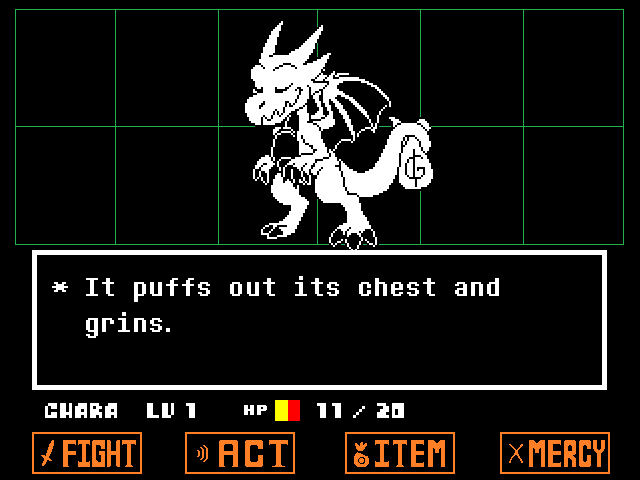 G
* It puffs out its chest and
grins.
CHARA LV 1 HP 11 / 20
FIGHT ACT ITEM MERCY